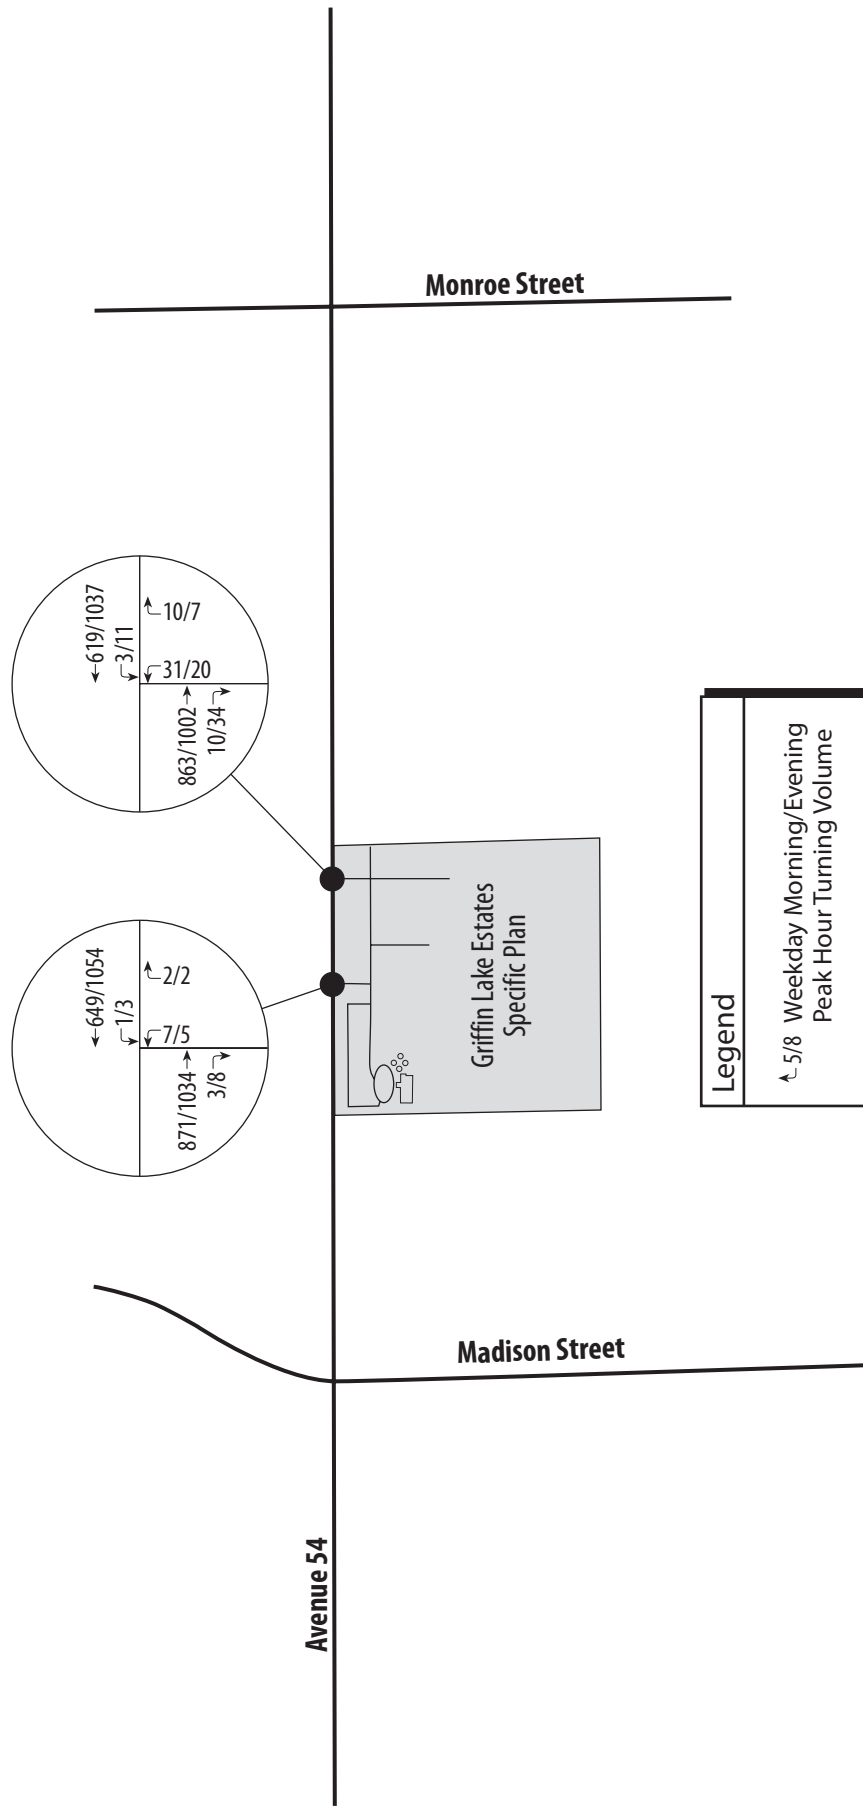 649/1054
1/3
2/2
7/5
871/1034
3/8
619/1037
3/11
10/7
31/20
863/1002
10/34
Avenue 54
Madison Street
Monroe Street
Griffin Lake Estates
Specific Plan
Legend
5/8 Weekday Morning/Evening
Peak Hour Turning Volume